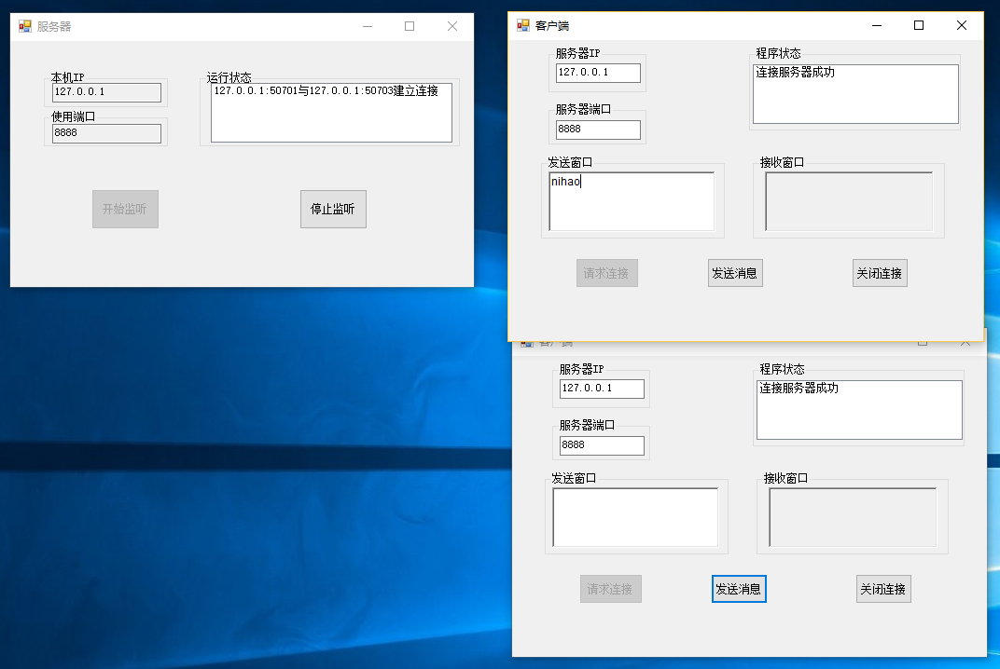 服务器
本机IP
127.0.0.1
使用端口
8888
运行状态
127.0.0.1:50701与127.0.0.1:50703建立连接
开始监听
停止监听
客户端
服务器IP
127.0.0.1
程序状态
连接服务器成功
服务器端口
8888
发送窗口
nihao
接收窗口
请求连接
发送消息
关闭连接
客户端
服务器IP
127.0.0.1
程序状态
连接服务器成功
服务器端口
8888
发送窗口
接收窗口
请求连接
发送消息
关闭连接